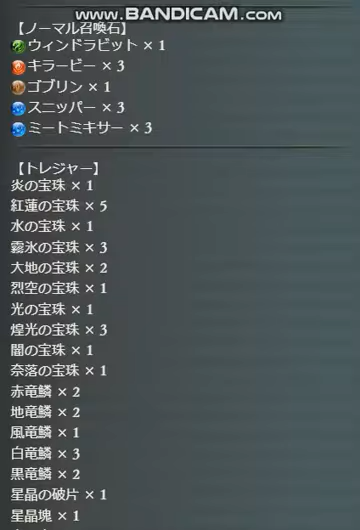 www.BANDICAM.com
【ノーマル召喚石】
ウィンドラビット × 1
キラービー × 3
ゴブリン × 1
スニッパー × 3
ミートミキサー × 3
【トレジャー】
炎の宝珠 × 1
紅蓮の宝珠 × 5
水の宝珠 × 1
霧氷の宝珠 × 3
大地の宝珠 × 2
烈空の宝珠 × 1
光の宝珠 × 1
煌光の宝珠 × 3
闇の宝珠 × 1
奈落の宝珠 × 1
赤竜鱗 × 2
地竜鱗 × 2
風竜鱗 × 1
白竜鱗 × 3
黒竜鱗 × 2
星晶の破片 × 1
星晶塊 × 1